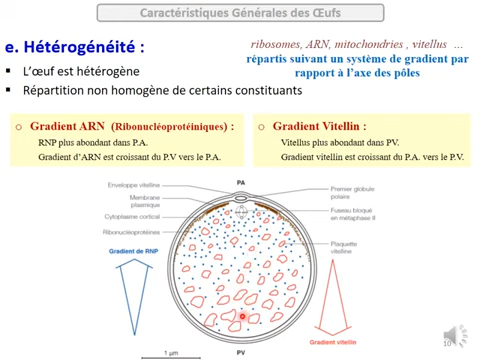 Caractéristiques Générales des Œufs
e. Hétérogénéité :
▪ L'œuf est hétérogène
▪ Répartition non homogène de certains constituants
ribosomes, ARN, mitochondries , vitellus ...
répartis suivant un système de gradient par
rapport à l'axe des pôles
o Gradient ARN (Ribonucléoprotéiniques) :
RNP plus abondant dans P.A.
Gradient d'ARN est croissant du P.V vers le P.A.
o Gradient Vitellin :
Vitellus plus abondant dans PV.
Gradient vitellin est croissant du P.A. vers le P.V.
PA
Enveloppe vitelline
Membrane
plasmique
Cytoplasme cortical
Ribonucléoprotéines
Gradient de RNP
Premier globule
polaire
Fuseau bloqué
en métaphase II
Plaquette
vitelline
Gradient vitellin
1 µm
PV
10